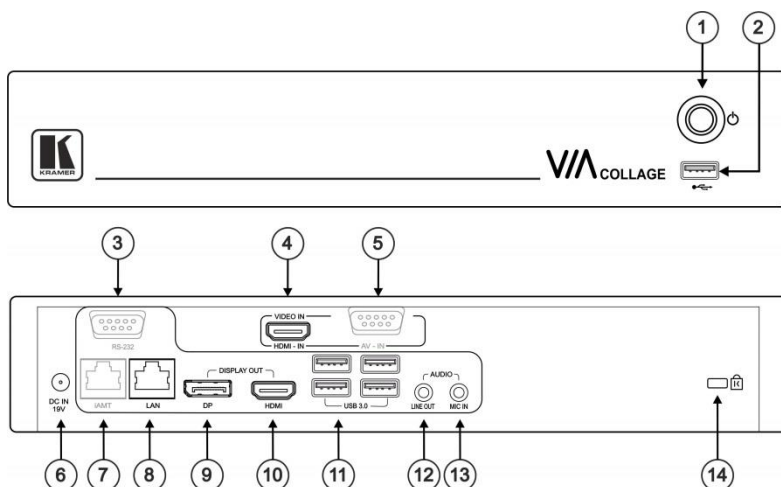 1 2
K
KRAMER
VIA COLLAGE
3 4 5
VIDEO IN
HDMI - IN AV - IN
RS-232
DISPLAY OUT AUDIO
DC IN
19V
iAMT LAN DP HDMI USB 3.0 LINE OUT MIC IN
K
6 7 8 9 10 11 12 13 14